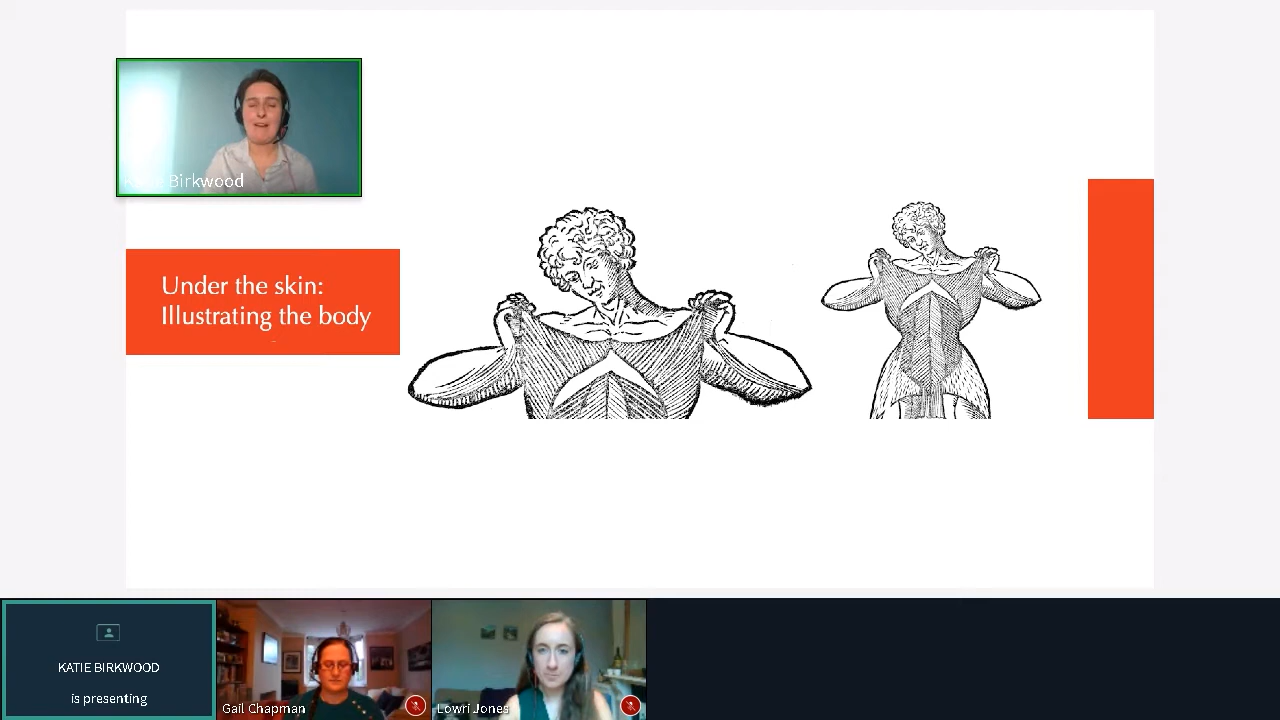 Birkwood
Under the skin:
Illustrating the body
KATIE BIRKWOOD
is presenting
Gail Chapman
Lowri Jones